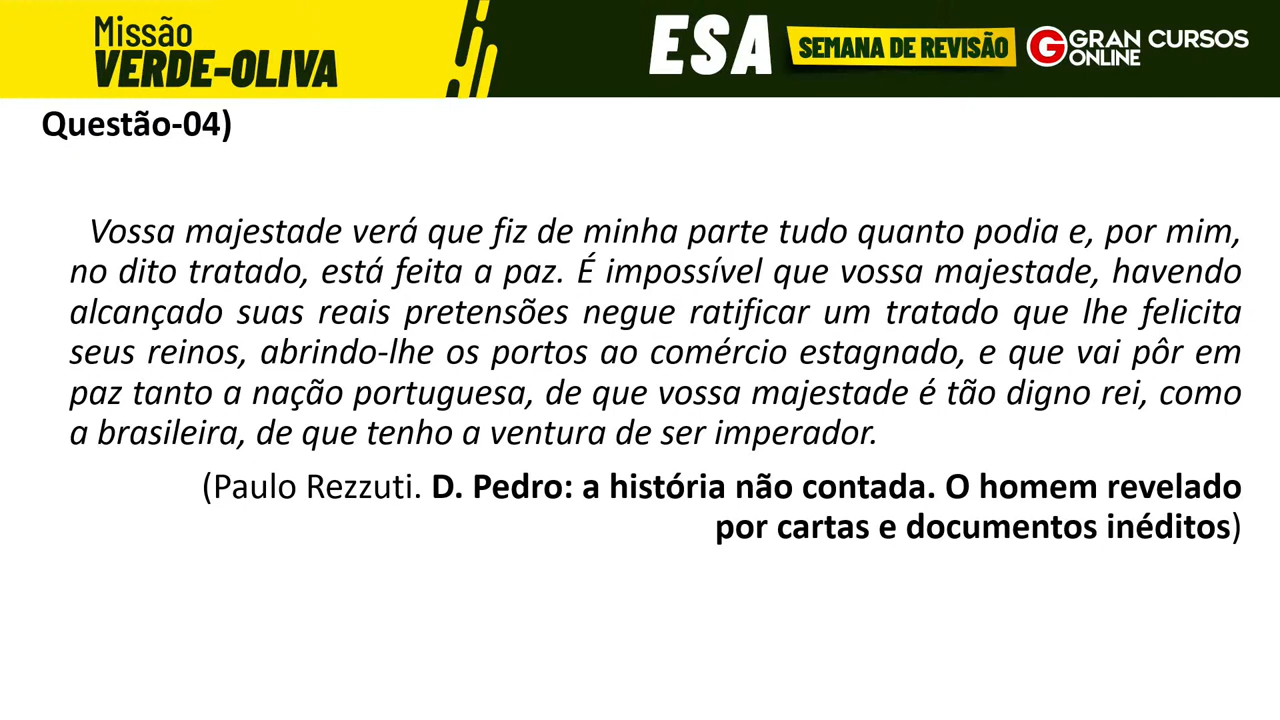 Missão
VERDE-OLIVA
ESA
SEMANA DE REVISÃO
GRAN CURSOS
ONLINE
Questão-04)
Vossa majestade verá que fiz de minha parte tudo quanto podia e, por mim,
no dito tratado, está feita a paz. É impossível que vossa majestade, havendo
alcançado suas reais pretensões negue ratificar um tratado que lhe felicita
seus reinos, abrindo-lhe os portos ao comércio estagnado, e que vai pôr em
paz tanto a nação portuguesa, de que vossa majestade é tão digno rei, como
a brasileira, de que tenho a ventura de ser imperador.
(Paulo Rezzuti. D. Pedro: a história não contada. O homem revelado
por cartas e documentos inéditos)